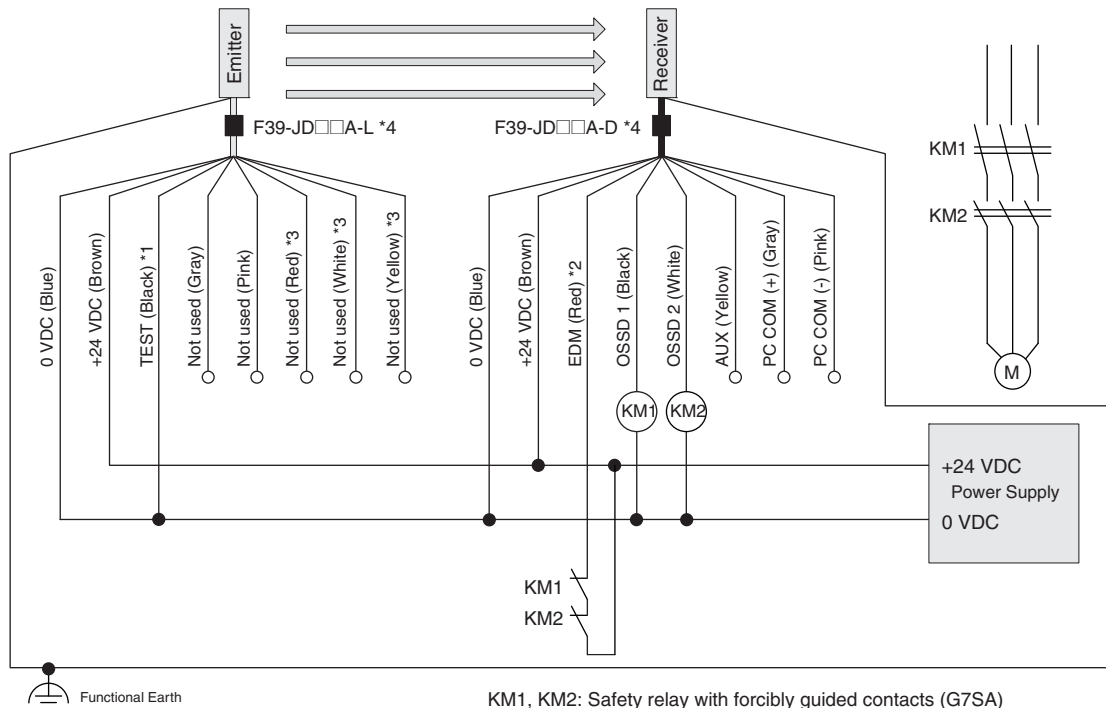 Emitter
Receiver
F39-JD□□A-L *4
F39-JD□□A-D *4
KM1
KM2
M
0 VDC (Blue)
+24 VDC (Brown)
TEST (Black) *1
Not used (Gray)
Not used (Pink)
Not used (Red) *3
Not used (White) *3
Not used (Yellow) *3
0 VDC (Blue)
+24 VDC (Brown)
EDM (Red) *2
OSSD 1 (Black)
OSSD 2 (White)
AUX (Yellow)
PC COM (+) (Gray)
PC COM (-) (Pink)
KM1
KM2
+24 VDC
Power Supply
0 VDC
KM1
KM2
Functional Earth
KM1, KM2: Safety relay with forcibly guided contacts (G7SA)